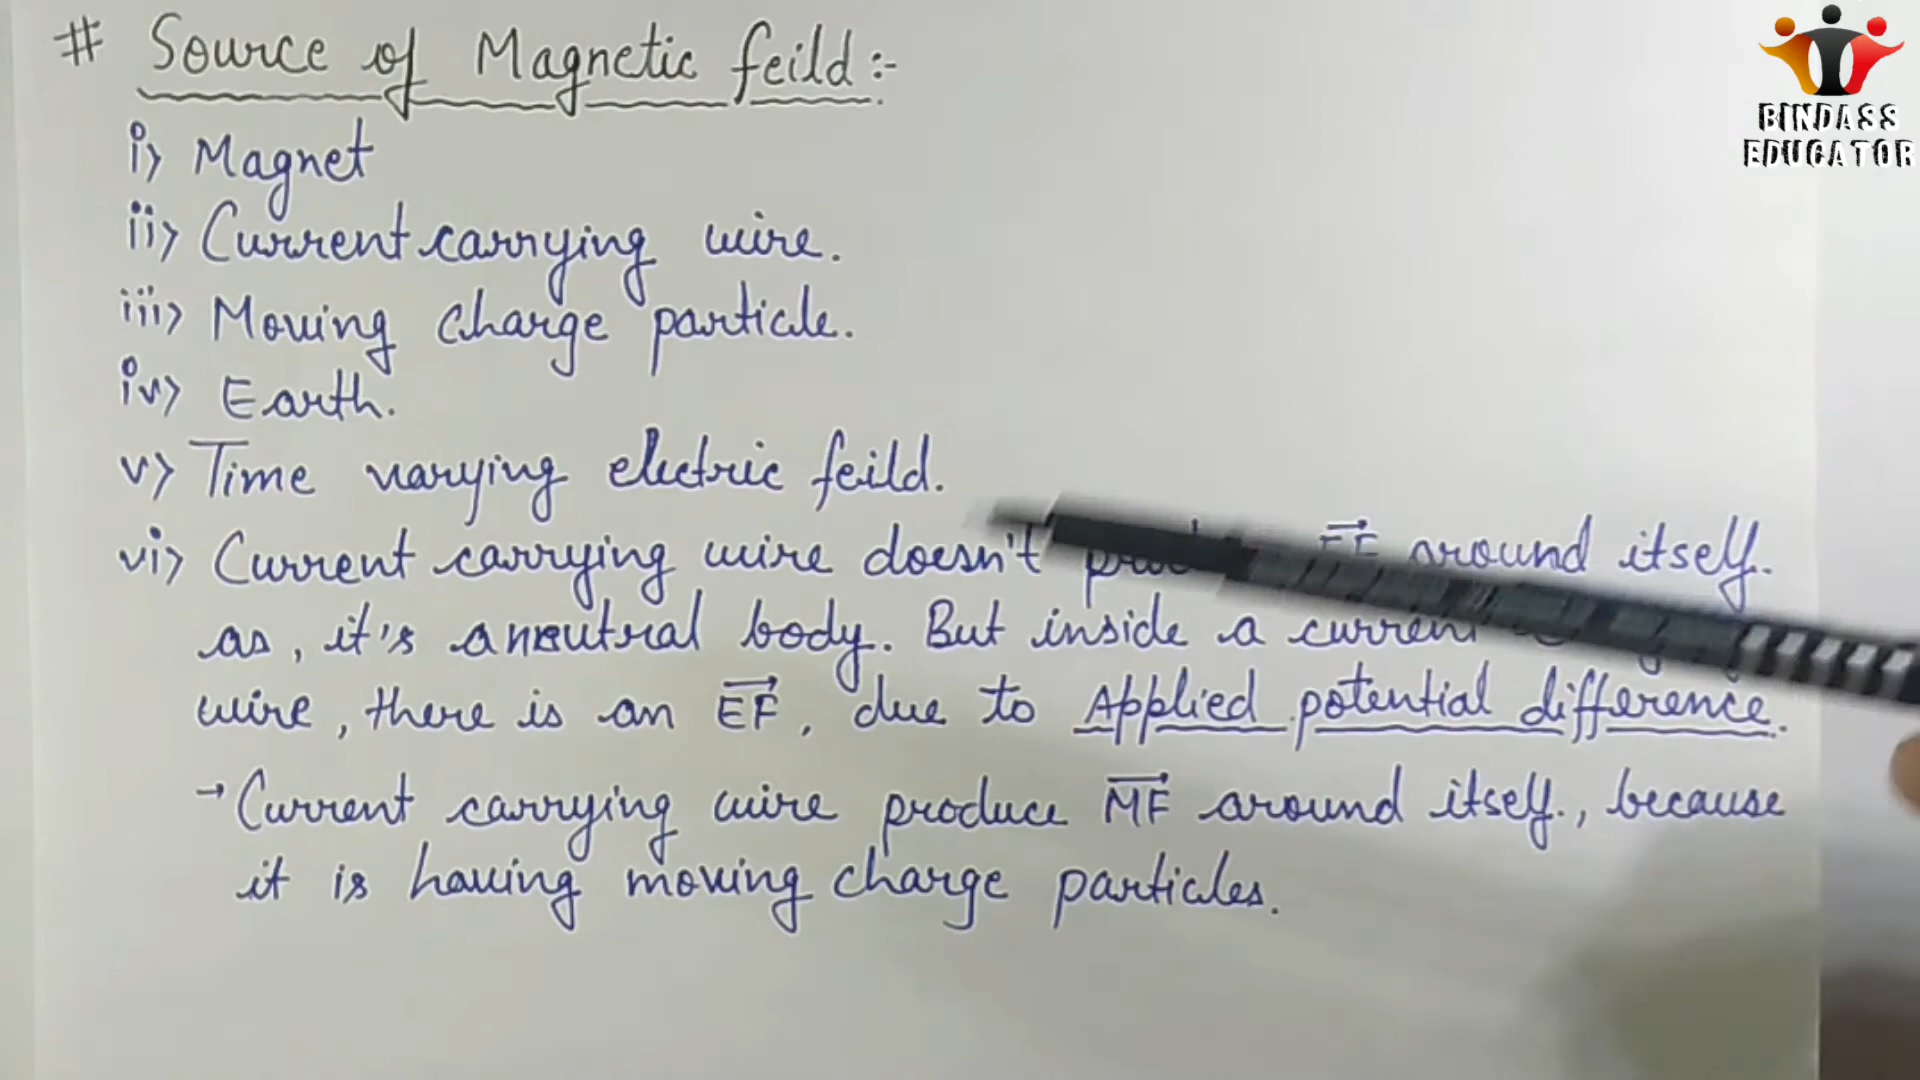 # Source of Magnetic feild :-
i) Magnet
ii) Current carrying wire.
iii) Moving charge particle.
iv) Earth.
v) Time varying electric feild.
vi) Current carrying wire doesn't EF around itself.
as, it's a neutral body. But inside a current
wire, there is an EF, due to Applied potential difference.
→ Current carrying wire produce MF around itself., because
it is having moving charge particles.
BINDASS
EDUCATOR